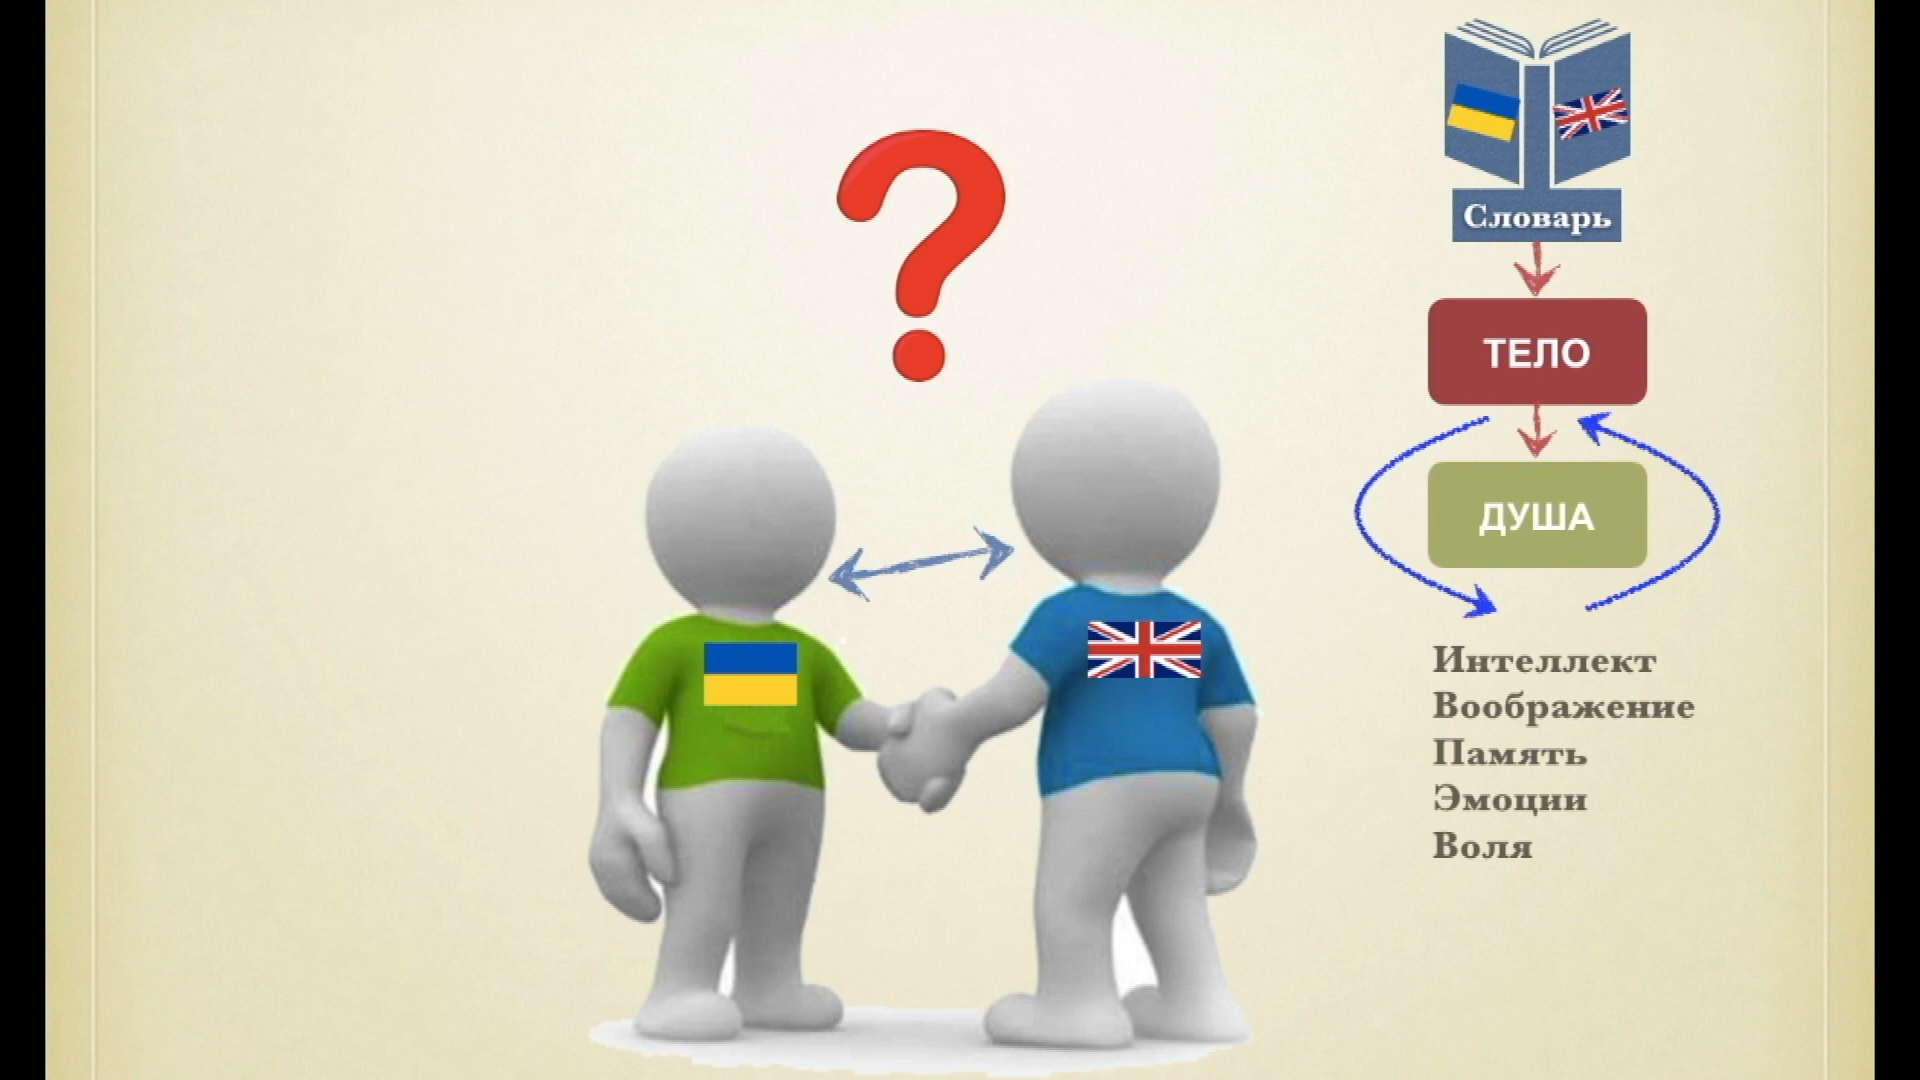 Словарь
ТЕЛО
ДУША
Интеллект
Воображение
Память
Эмоции
Воля